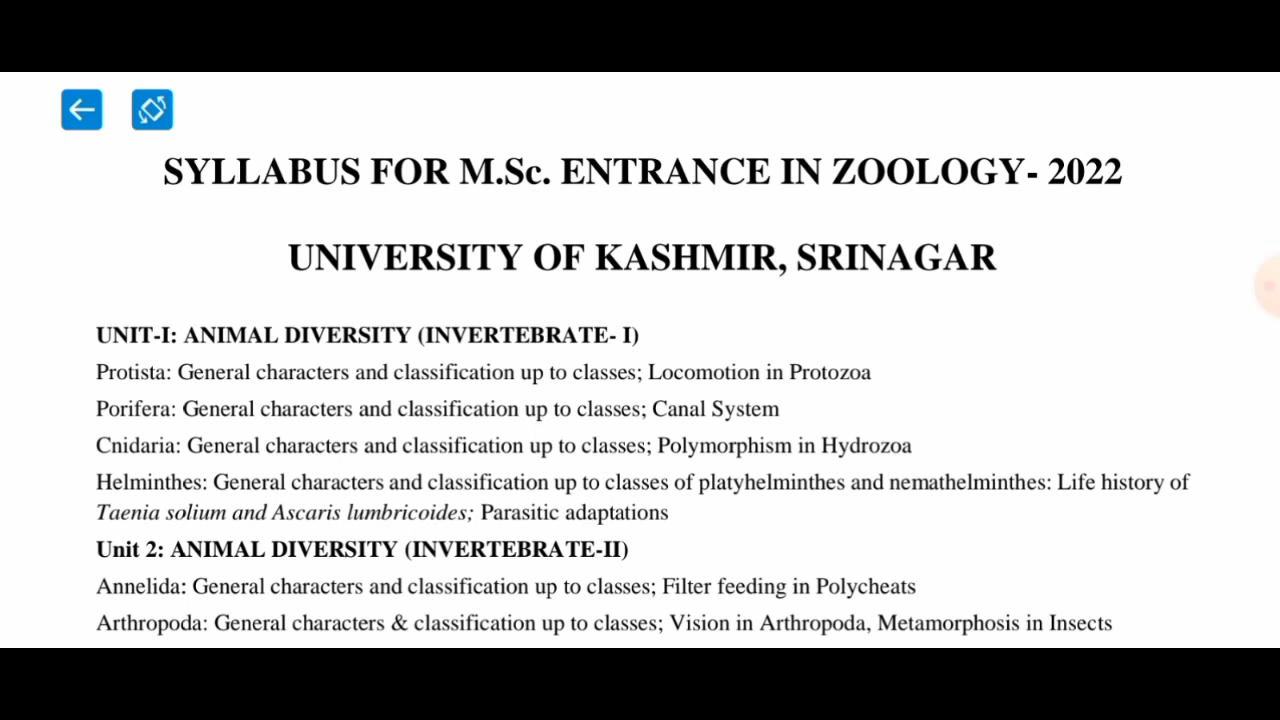 SYLLABUS FOR M.Sc. ENTRANCE IN ZOOLOGY- 2022
UNIVERSITY OF KASHMIR, SRINAGAR
UNIT-I: ANIMAL DIVERSITY (INVERTEBRATE- I)
Protista: General characters and classification up to classes; Locomotion in Protozoa
Porifera: General characters and classification up to classes; Canal System
Cnidaria: General characters and classification up to classes; Polymorphism in Hydrozoa
Helminthes: General characters and classification up to classes of platyhelminthes and nemathelminthes: Life history of
Taenia solium and Ascaris lumbricoides; Parasitic adaptations
Unit 2: ANIMAL DIVERSITY (INVERTEBRATE-II)
Annelida: General characters and classification up to classes; Filter feeding in Polycheats
Arthropoda: General characters & classification up to classes; Vision in Arthropoda, Metamorphosis in Insects